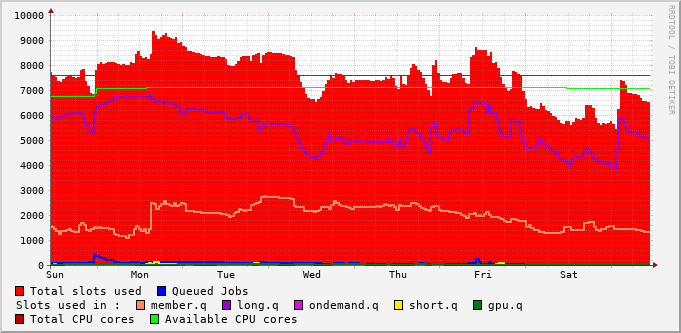 10000
9000
8000
7000
6000
5000
4000
3000
2000
1000
0
Sun Mon Tue Wed Thu Fri Sat
RRDTOOL / TOBI OETIKER
Total slots used Queued Jobs
Slots used in : member.q long.q ondemand.q short.q gpu.q
Total CPU cores Available CPU cores